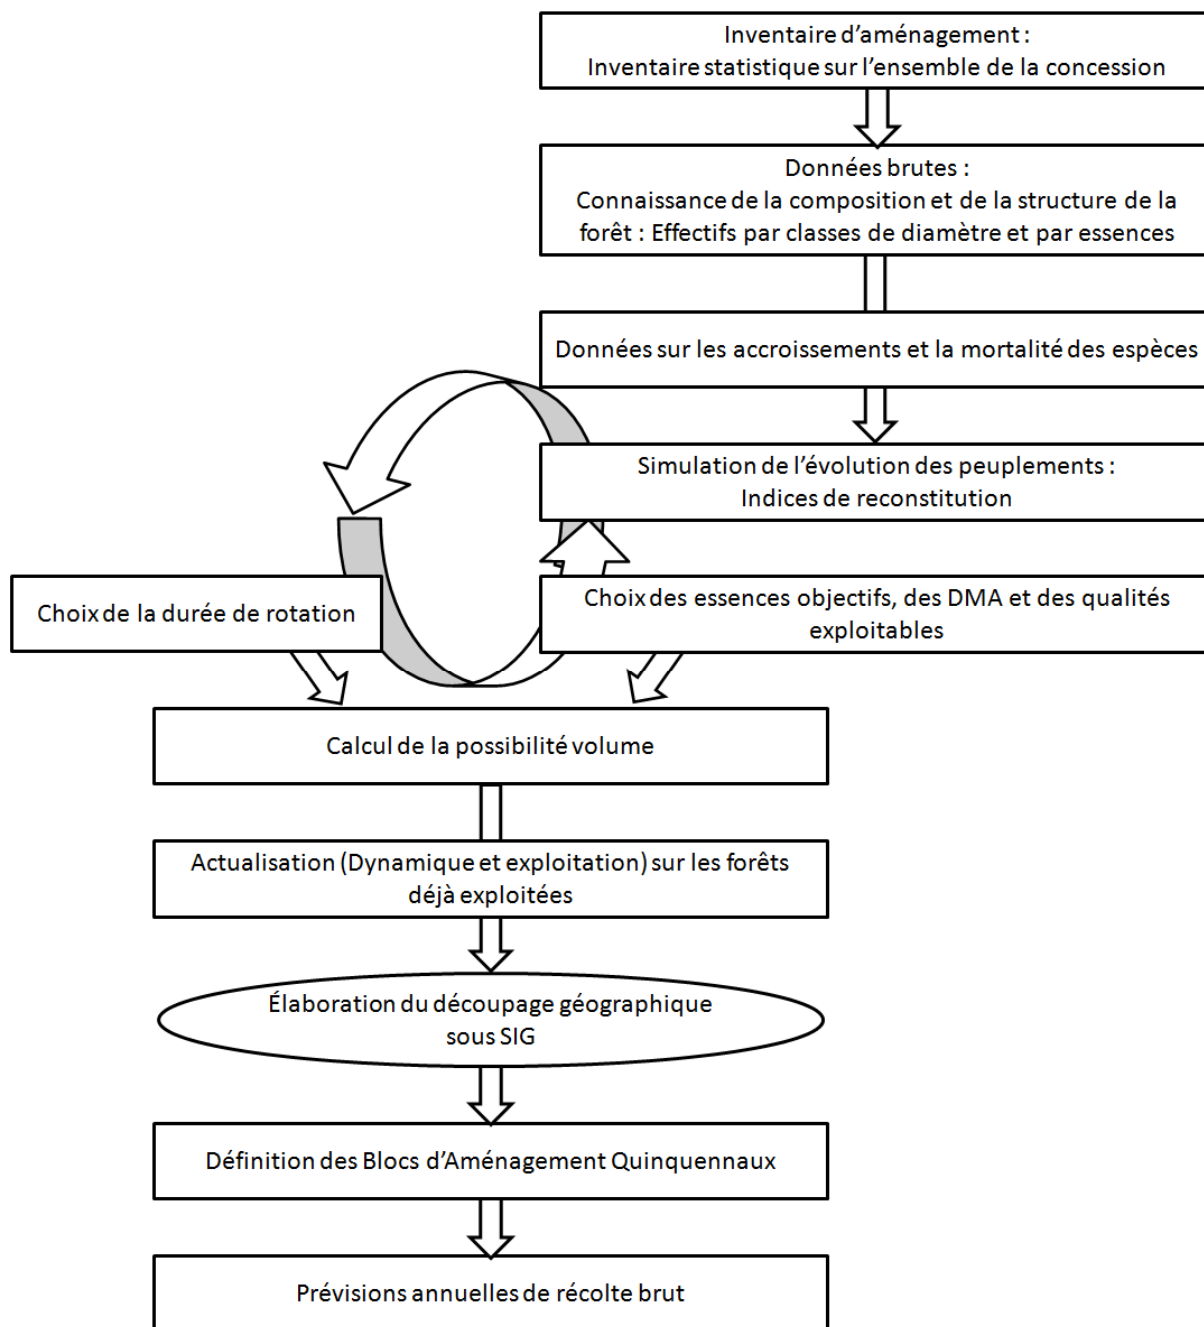 Inventaire d’aménagement :
Inventaire statistique sur l’ensemble de la concession
Données brutes :
Connaissance de la composition et de la structure de la
forêt : Effectifs par classes de diamètre et par essences
Données sur les accroissements et la mortalité des espèces
Simulation de l’évolution des peuplements :
Indices de reconstitution
Choix de la durée de rotation
Choix des essences objectifs, des DMA et des qualités
exploitables
Calcul de la possibilité volume
Actualisation (Dynamique et exploitation) sur les forêts
déjà exploitées
Élaboration du découpage géographique
sous SIG
Définition des Blocs d’Aménagement Quinquennaux
Prévisions annuelles de récolte brut